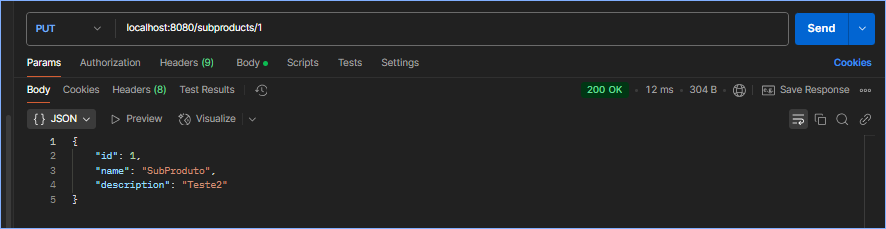 PUT localhost:8080/subproducts/1 Send
Params Authorization Headers (9) Body Scripts Tests Settings Cookies
Body Cookies Headers (8) Test Results 200 OK • 12 ms • 304 B Save Response
{} JSON Preview Visualize
1 {
2 "id": 1,
3 "name": "SubProduto",
4 "description": "Teste2"
5 }